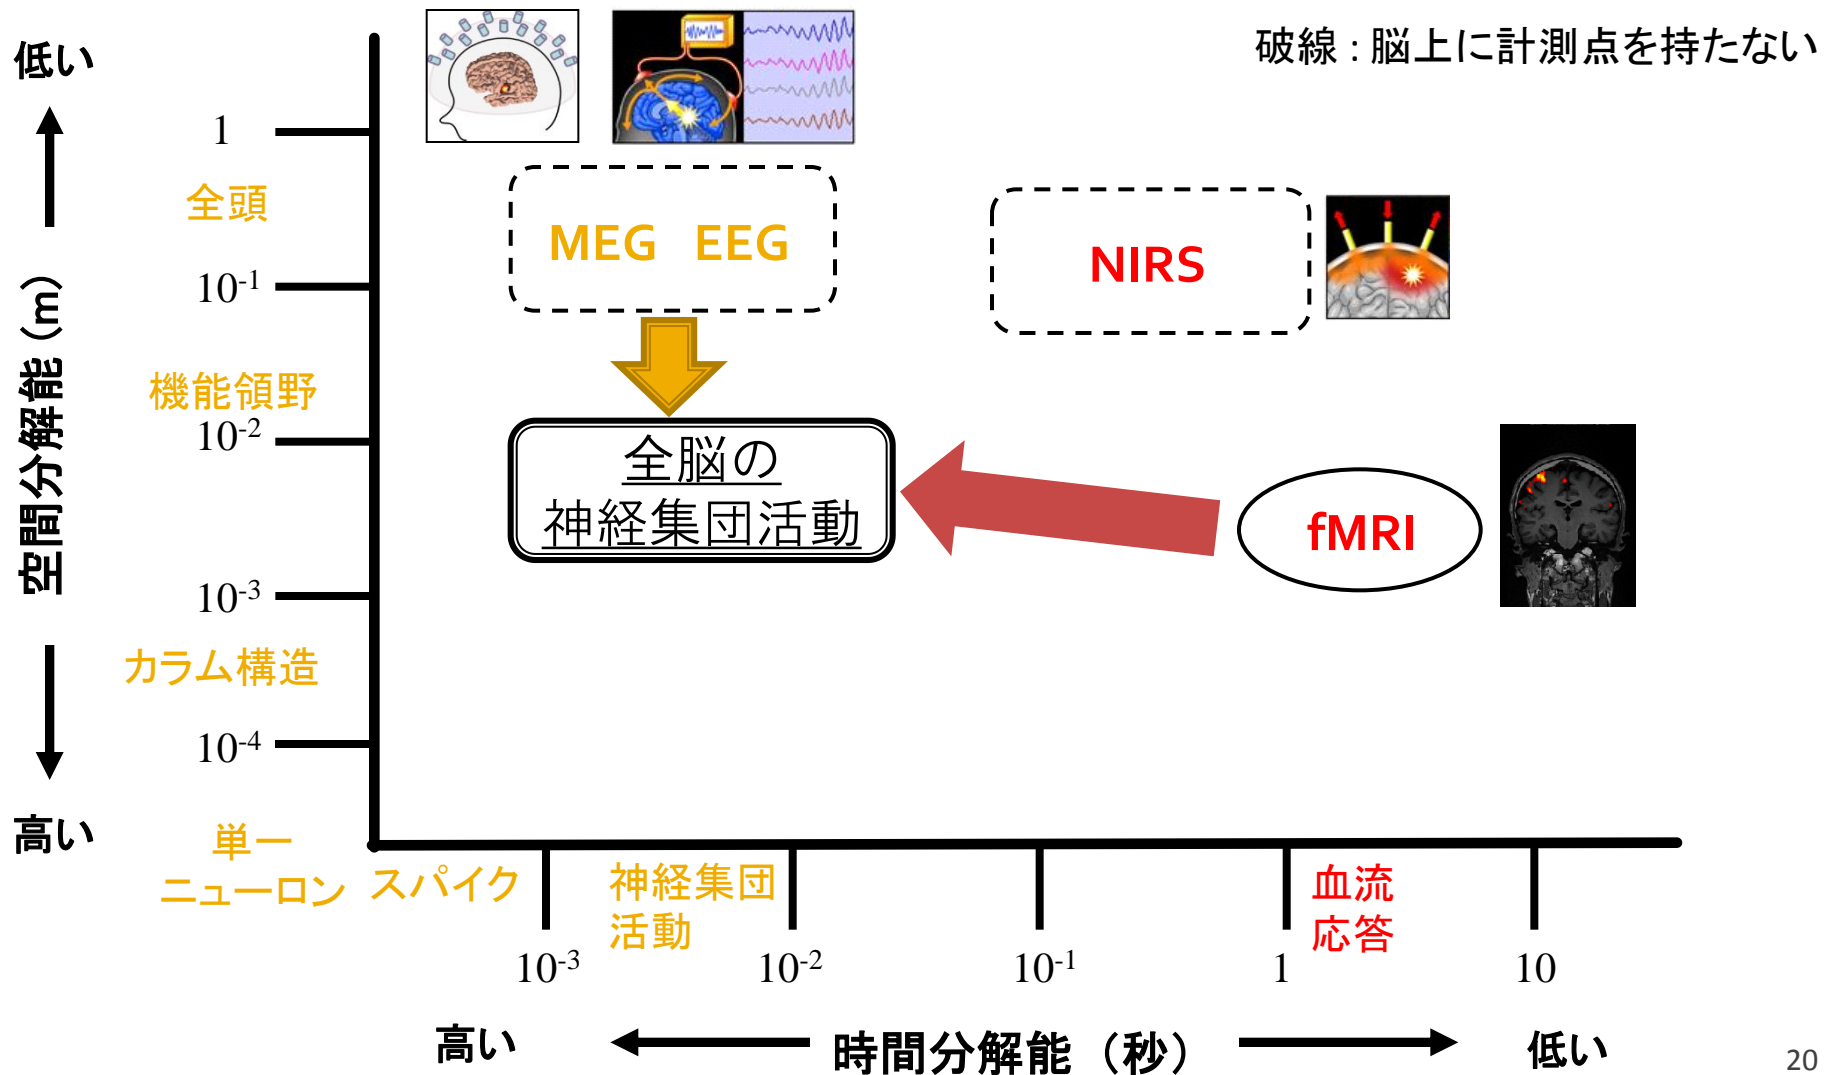 破線：脳上に計測点を持たない
低い
1
全頭
MEG EEG
NIRS
10-1
空間分解能（m）
機能領野
10-2
全脳の
神経集団活動
fMRI
10-3
カラム構造
10-4
高い
単一
ニューロン
スパイク
神経集団
活動
血流
応答
10-3
10-2
10-1
1
10
高い
時間分解能（秒）
低い
20